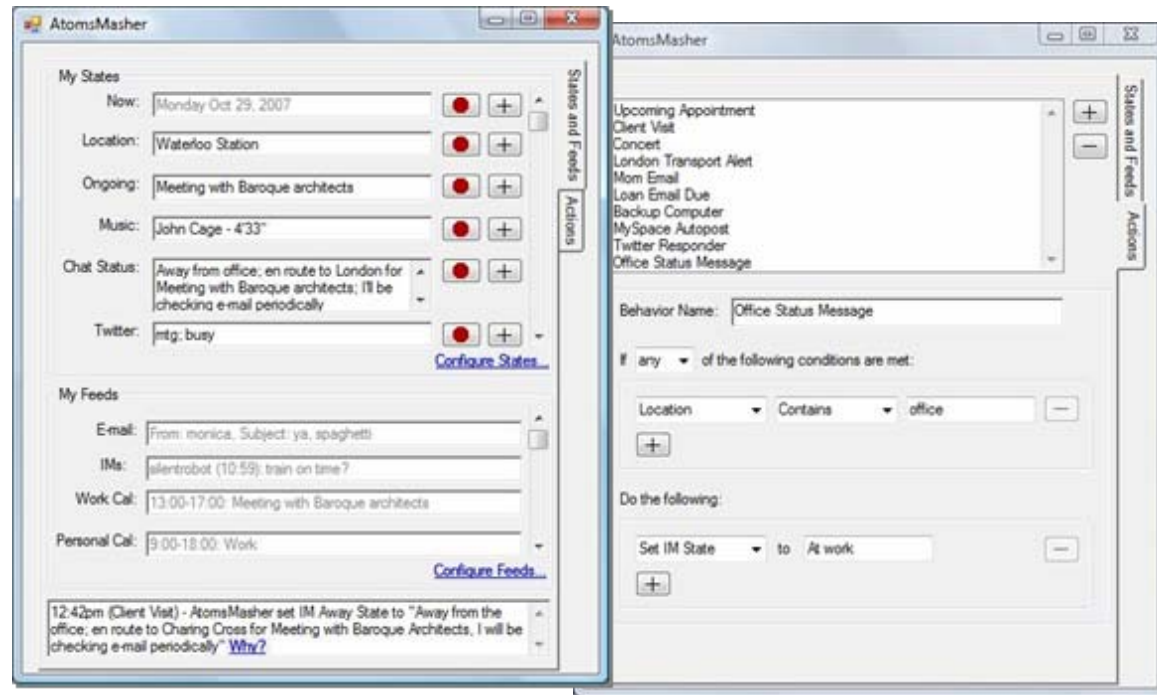 AtomsMasher
My States
Now: Monday Oct 29, 2007
Location: Waterloo Station
Ongoing: Meeting with Baroque architects
Music: John Cage - 4'33"
Chat Status: Away from office; en route to London for
Meeting with Baroque architects; I'll be
checking e-mail periodically
Twitter: mtg; busy
Configure States...
My Feeds
E-mail: From: monica, Subject: ya, spaghetti
IMs: silentrobot (10:59): train on time?
Work Cal: 13:00-17:00: Meeting with Baroque architects
Personal Cal: 9:00-18:00: Work
Configure Feeds...
12:42pm (Client Visit) - AtomsMasher set IM Away State to "Away from the
office; en route to Charing Cross for Meeting with Baroque Architects, I will be
checking e-mail periodically" Why?
States and Feeds
Actions
AtomsMasher
Upcoming Appointment
Client Visit
Concert
London Transport Alert
Mom Email
Loan Email Due
Backup Computer
MySpace Autopost
Twitter Responder
Office Status Message
Behavior Name: Office Status Message
If any of the following conditions are met:
Location Contains office
Do the following:
Set IM State to At work
States and Feeds
Actions